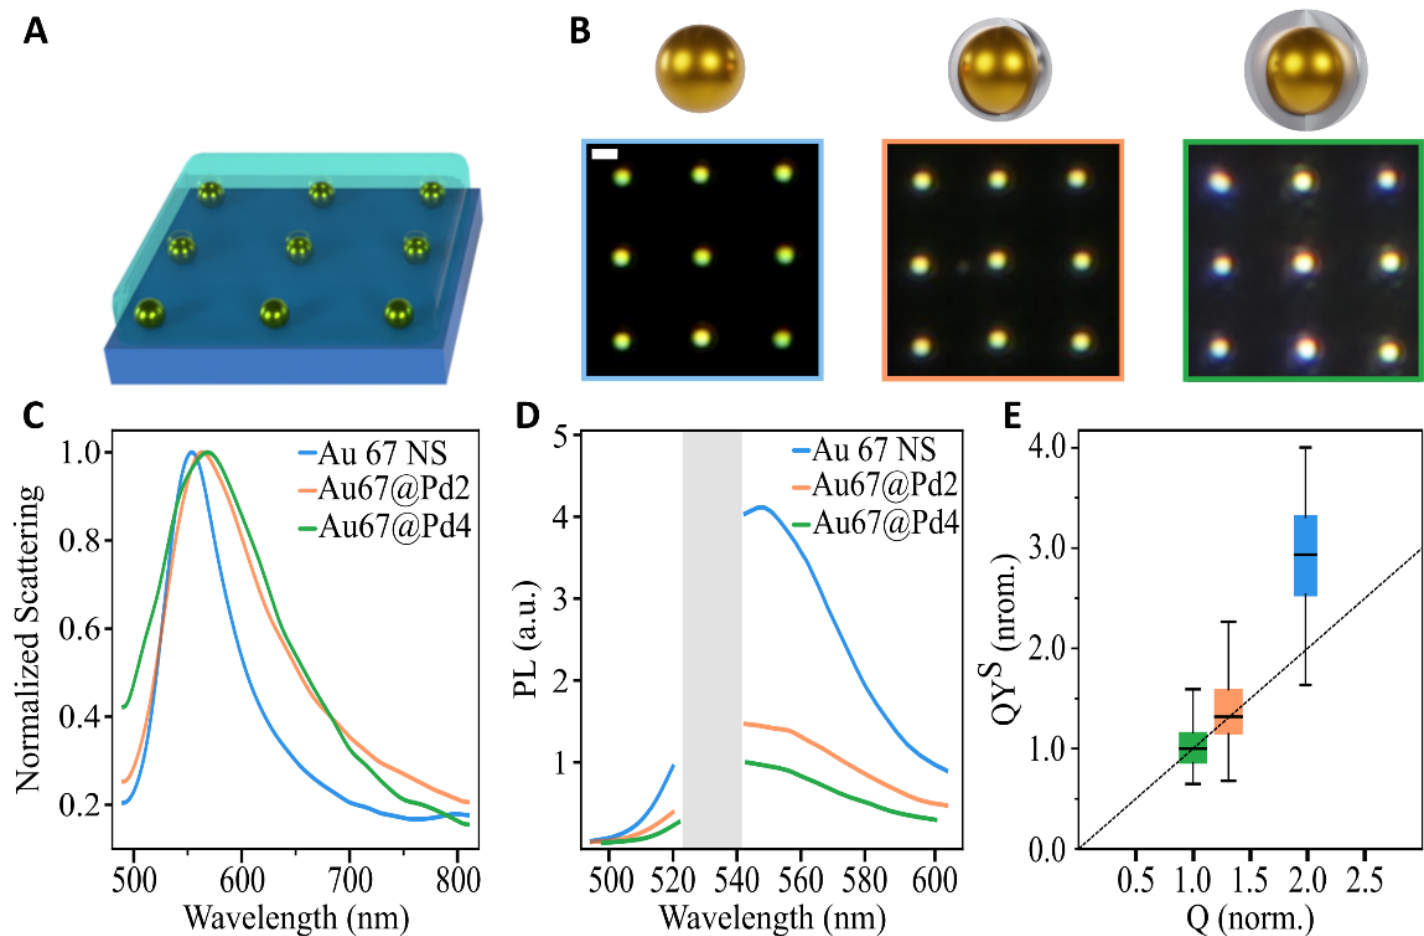 A
B
C
1.0
0.8
0.6
0.4
0.2
Normalized Scattering
Au 67 NS
Au67@Pd2
Au67@Pd4
500 600 700 800
Wavelength (nm)
D
5
4
3
2
1
PL (a.u.)
Au 67 NS
Au67@Pd2
Au67@Pd4
500 520 540 560 580 600
Wavelength (nm)
E
4.0
3.0
2.0
1.0
0.0
QY^S (nrom.)
0.5 1.0 1.5 2.0 2.5
Q (norm.)